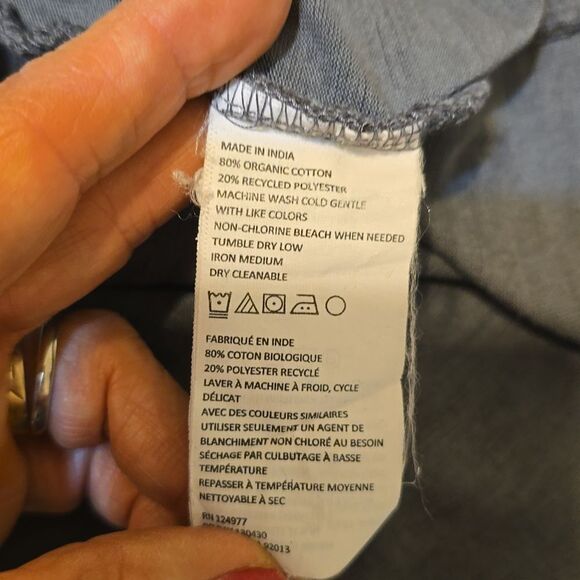 MADE IN INDIA
80% ORGANIC COTTON
20% RECYCLED POLYESTER
MACHINE WASH COLD GENTLE
WITH LIKE COLORS
NON-CHLORINE BLEACH WHEN NEEDED
TUMBLE DRY LOW
IRON MEDIUM
DRY CLEANABLE
FABRIQUÉ EN INDE
80% COTON BIOLOGIQUE
20% POLYESTER RECYCLÉ
LAVER À MACHINE À FROID, CYCLE
DÉLICAT
AVEC DES COULEURS SIMILAIRES
UTILISER SEULEMENT UN AGENT DE
BLANCHIMENT NON CHLORÉ AU BESOIN
SÉCHAGE PAR CULBUTAGE À BASSE
TEMPÉRATURE
REPASSER À TEMPÉRATURE MOYENNE
NETTOYABLE À SEC
RN 124977
92013